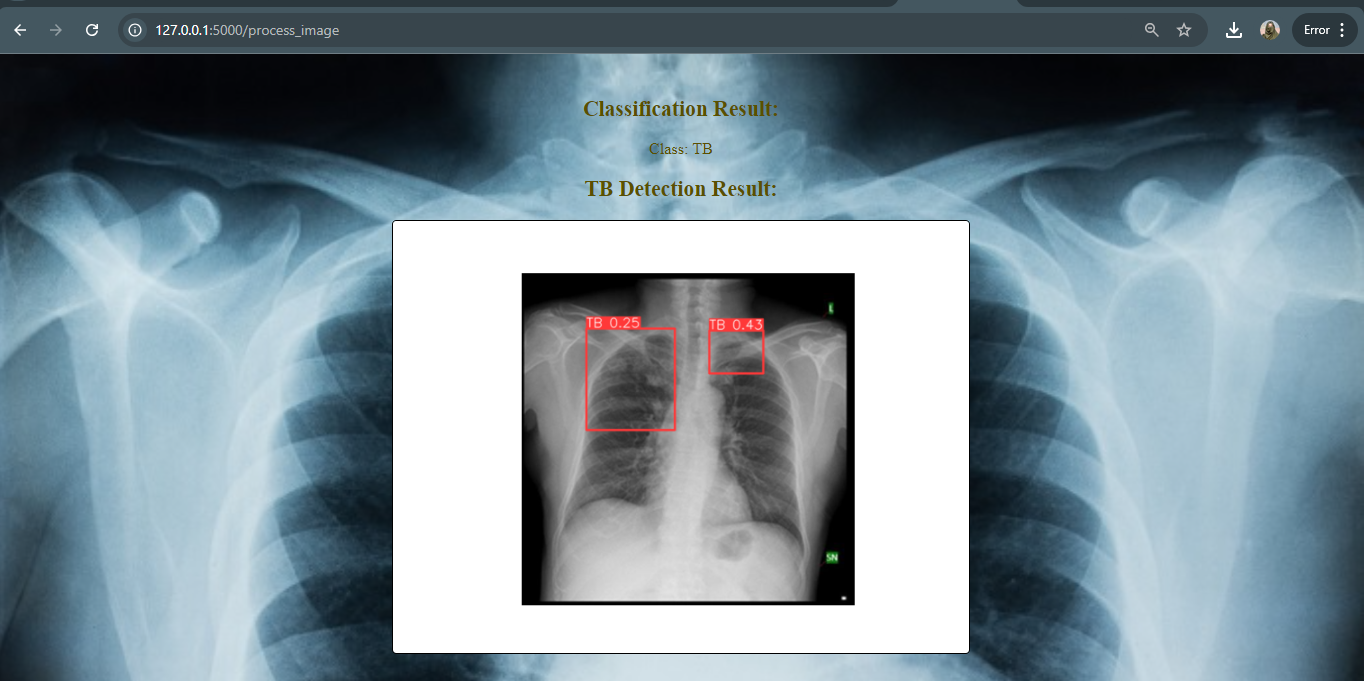 127.0.0.1:5000/process_image
Error
Classification Result:
Class: TB
TB Detection Result:
TB 0.25
TB 0.43
L
SN